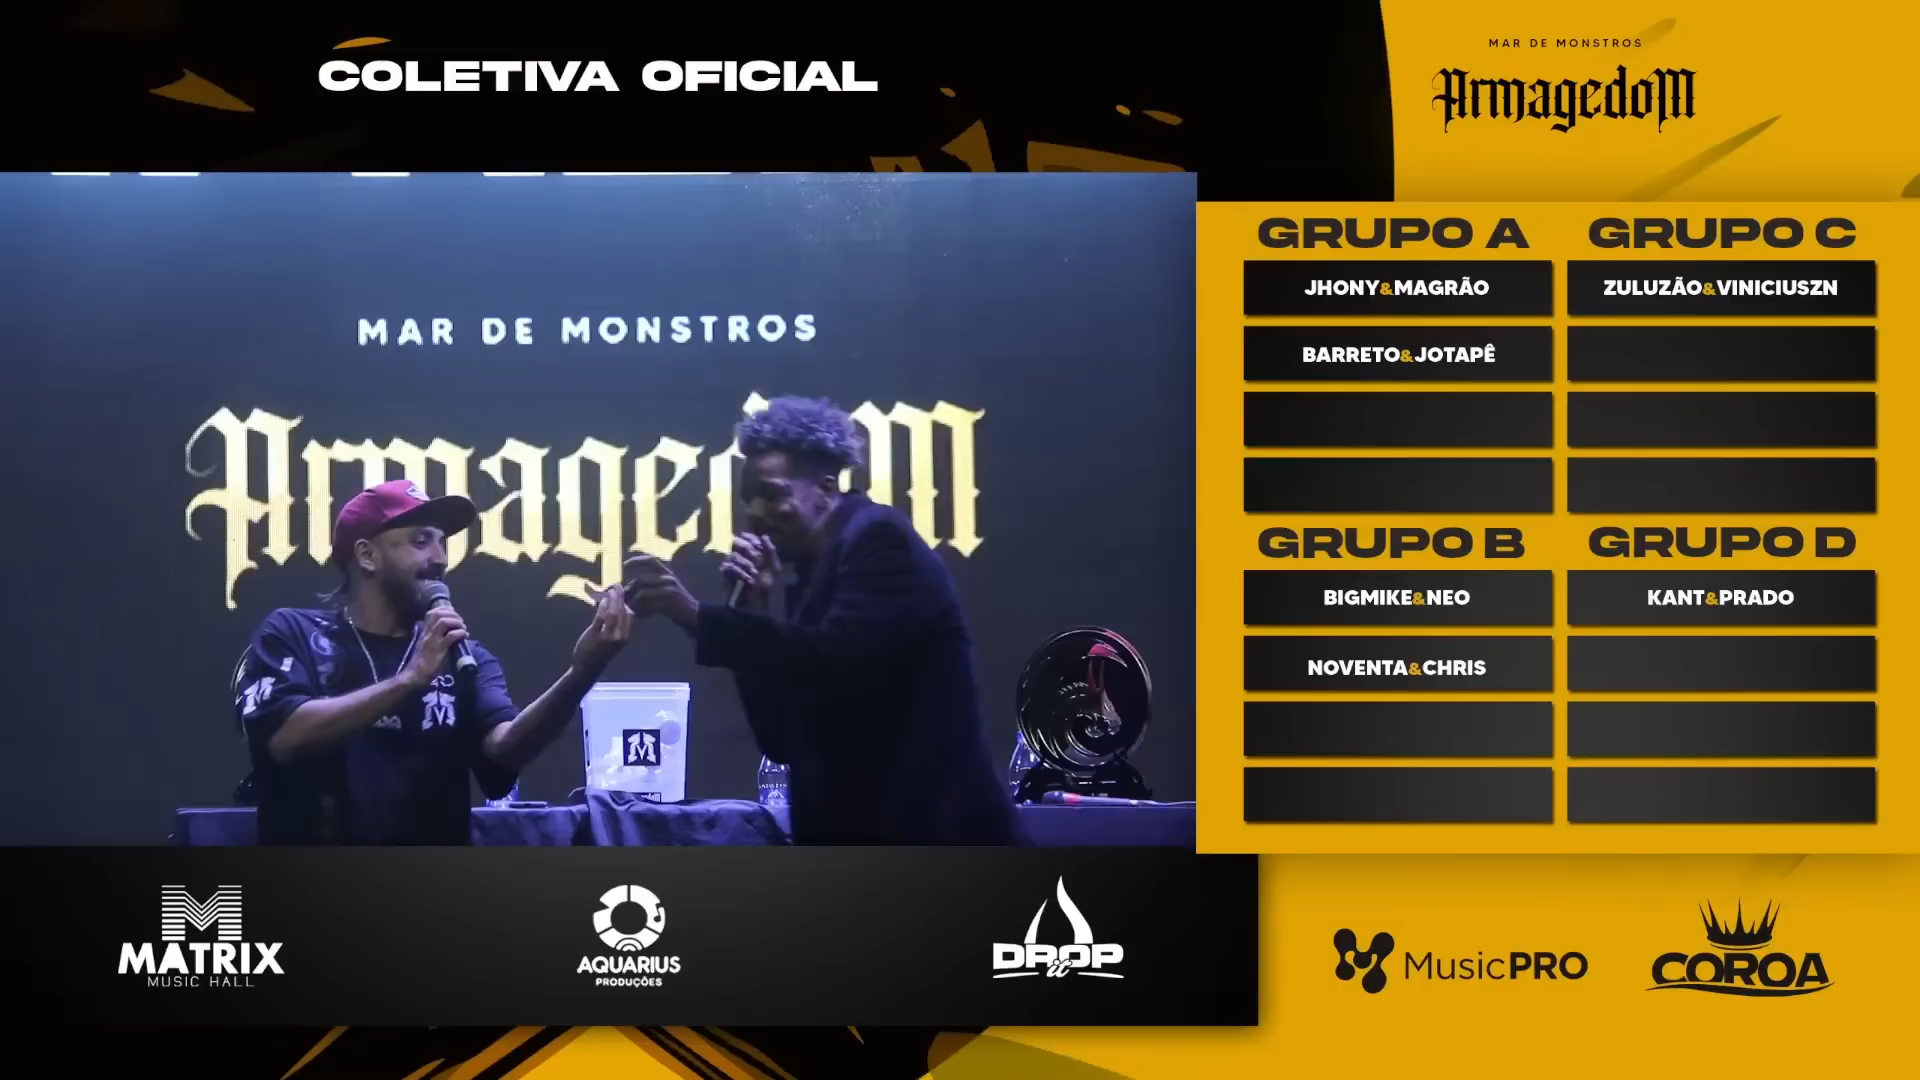 COLETIVA OFICIAL
MAR DE MONSTROS
Armagedom
MAR DE MONSTROS
Armagedom
GRUPO A
JHONY&MAGRÃO
BARRETO&JOTAPÊ
GRUPO C
ZULUZÃO&VINICIUSZN
GRUPO B
BIGMIKE&NEO
NOVENTA&CHRIS
GRUPO D
KANT&PRADO
M
MATRIX
MUSIC HALL
AQUARIUS
PRODUÇÕES
DROP
it
MusicPRO
COROA